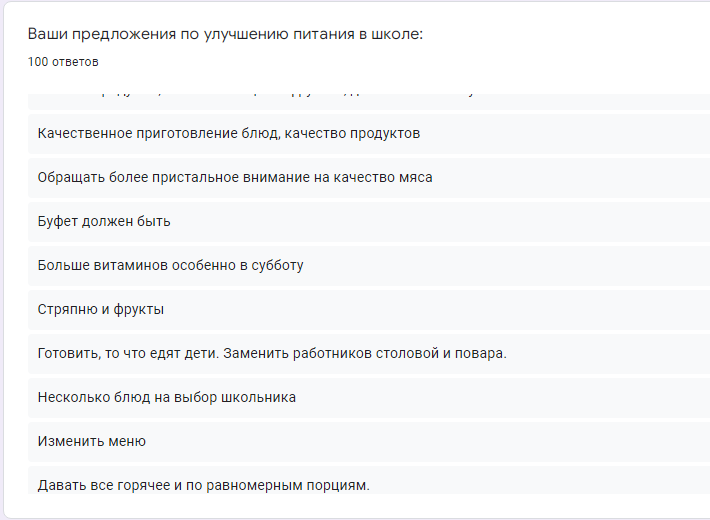 Ваши предложения по улучшению питания в школе:
100 ответов
Качественное приготовление блюд, качество продуктов
Обращать более пристальное внимание на качество мяса
Буфет должен быть
Больше витаминов особенно в субботу
Стряпню и фрукты
Готовить, то что едят дети. Заменить работников столовой и повара.
Несколько блюд на выбор школьника
Изменить меню
Давать все горячее и по равномерным порциям.